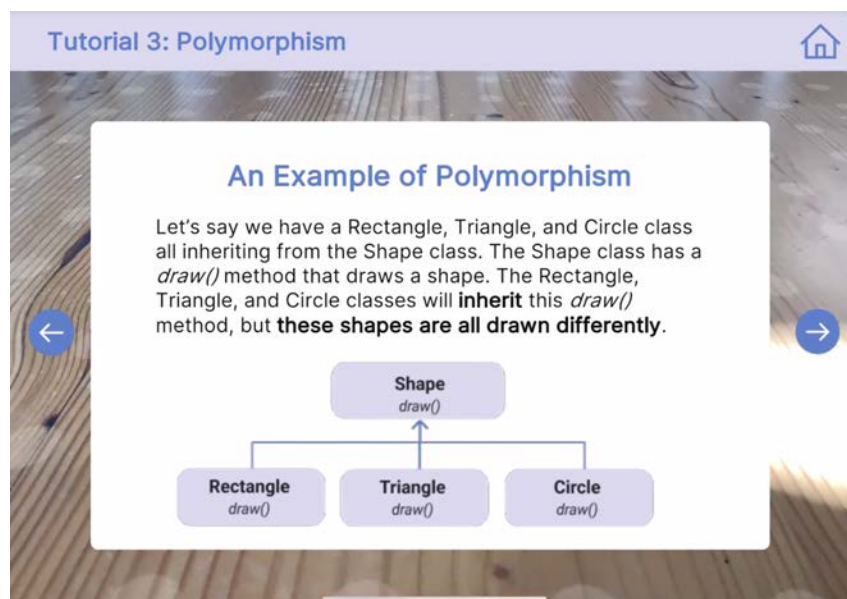 Tutorial 3: Polymorphism
An Example of Polymorphism
Let's say we have a Rectangle, Triangle, and Circle class
all inheriting from the Shape class. The Shape class has a
draw() method that draws a shape. The Rectangle,
Triangle, and Circle classes will inherit this draw()
method, but these shapes are all drawn differently.
Shape
draw()
Rectangle Triangle Circle
draw() draw() draw()